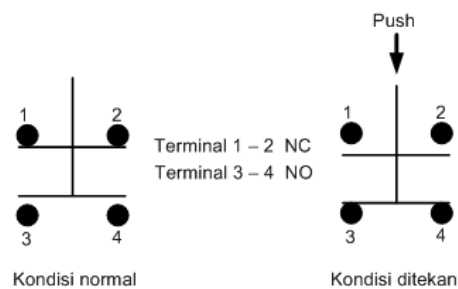 Push
1 2
1 2
Terminal 1 – 2 NC
Terminal 3 – 4 NO
3 4
3 4
Kondisi normal
Kondisi ditekan